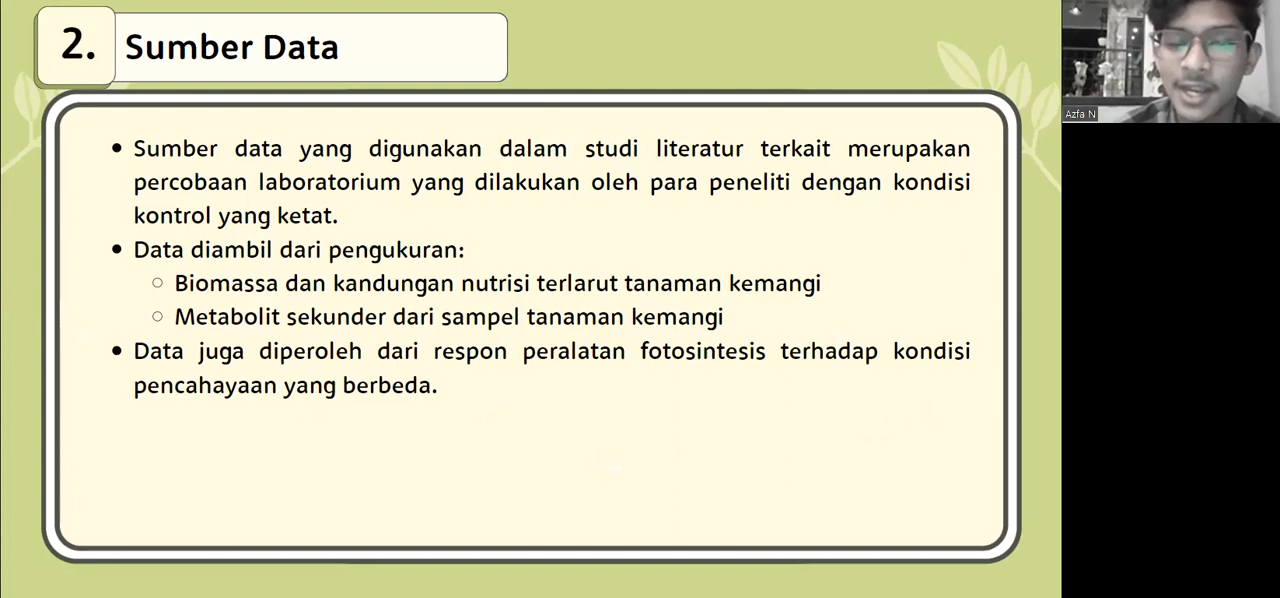 2. Sumber Data
Azfa N
• Sumber data yang digunakan dalam studi literatur terkait merupakan
percobaan laboratorium yang dilakukan oleh para peneliti dengan kondisi
kontrol yang ketat.
• Data diambil dari pengukuran:
○ Biomassa dan kandungan nutrisi terlarut tanaman kemangi
○ Metabolit sekunder dari sampel tanaman kemangi
• Data juga diperoleh dari respon peralatan fotosintesis terhadap kondisi
pencahayaan yang berbeda.